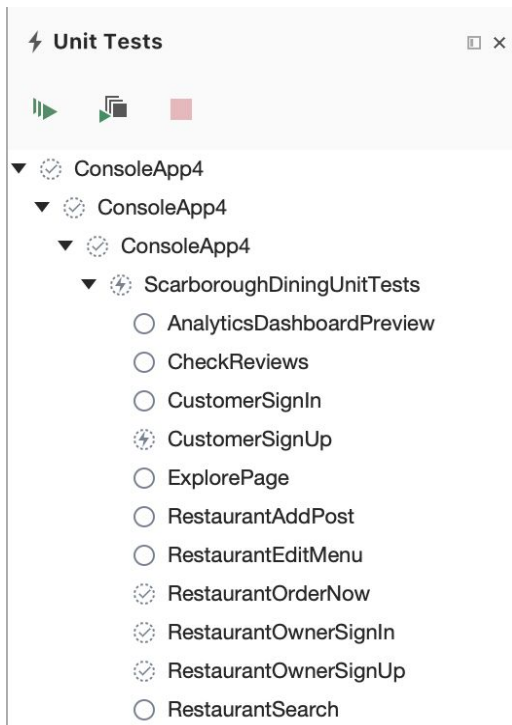 Unit Tests
ConsoleApp4
ConsoleApp4
ConsoleApp4
ScarboroughDiningUnitTests
AnalyticsDashboardPreview
CheckReviews
CustomerSignIn
CustomerSignUp
ExplorePage
RestaurantAddPost
RestaurantEditMenu
RestaurantOrderNow
RestaurantOwnerSignIn
RestaurantOwnerSignUp
RestaurantSearch